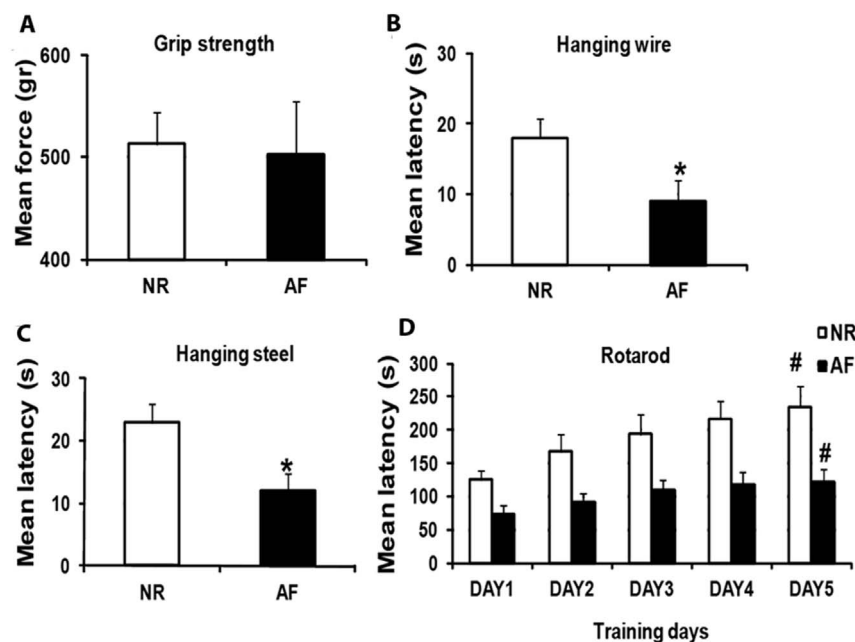 A
Grip strength
Mean force (gr)
600
500
400
NR AF
B
Hanging wire
Mean latency (s)
30
20
10
0
*
NR AF
C
Hanging steel
Mean latency (s)
30
20
10
0
*
NR AF
D
Rotarod
NR
AF
Mean latency (s)
300
250
200
150
100
50
0
#
#
DAY1 DAY2 DAY3 DAY4 DAY5
Training days